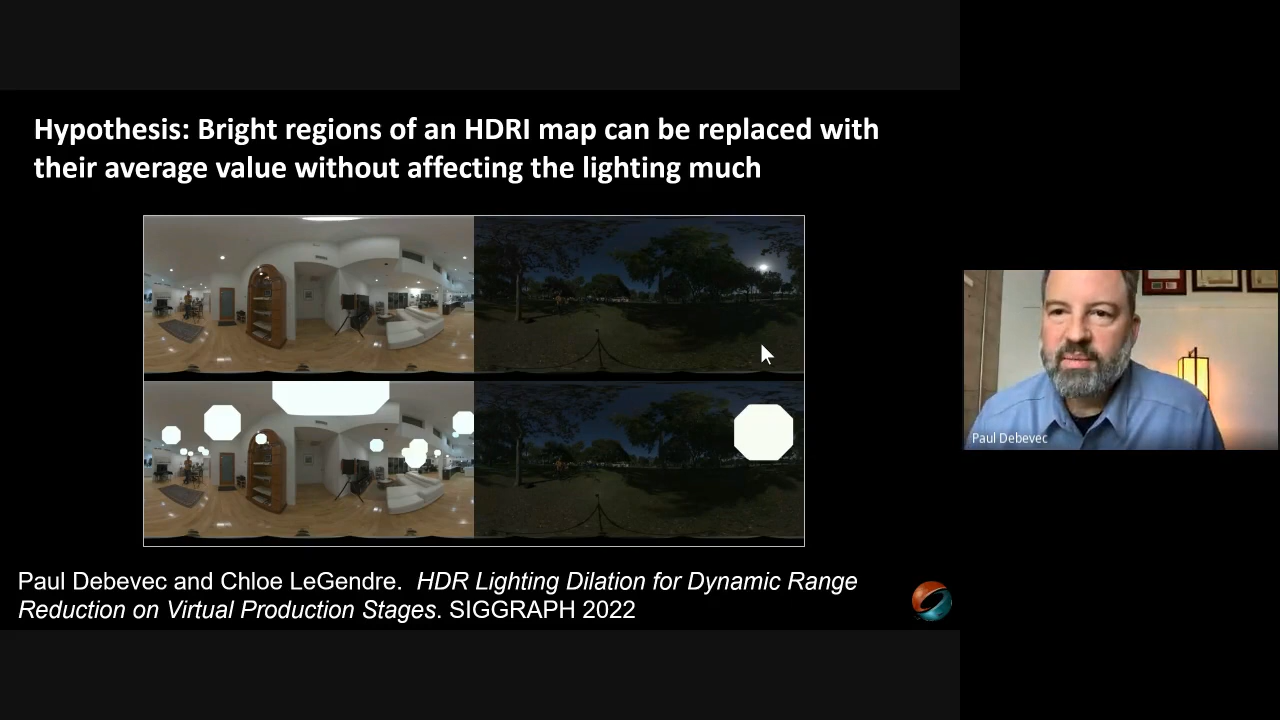 Hypothesis: Bright regions of an HDRI map can be replaced with
their average value without affecting the lighting much
Paul Debevec and Chloe LeGendre. HDR Lighting Dilation for Dynamic Range
Reduction on Virtual Production Stages. SIGGRAPH 2022
Paul Debevec